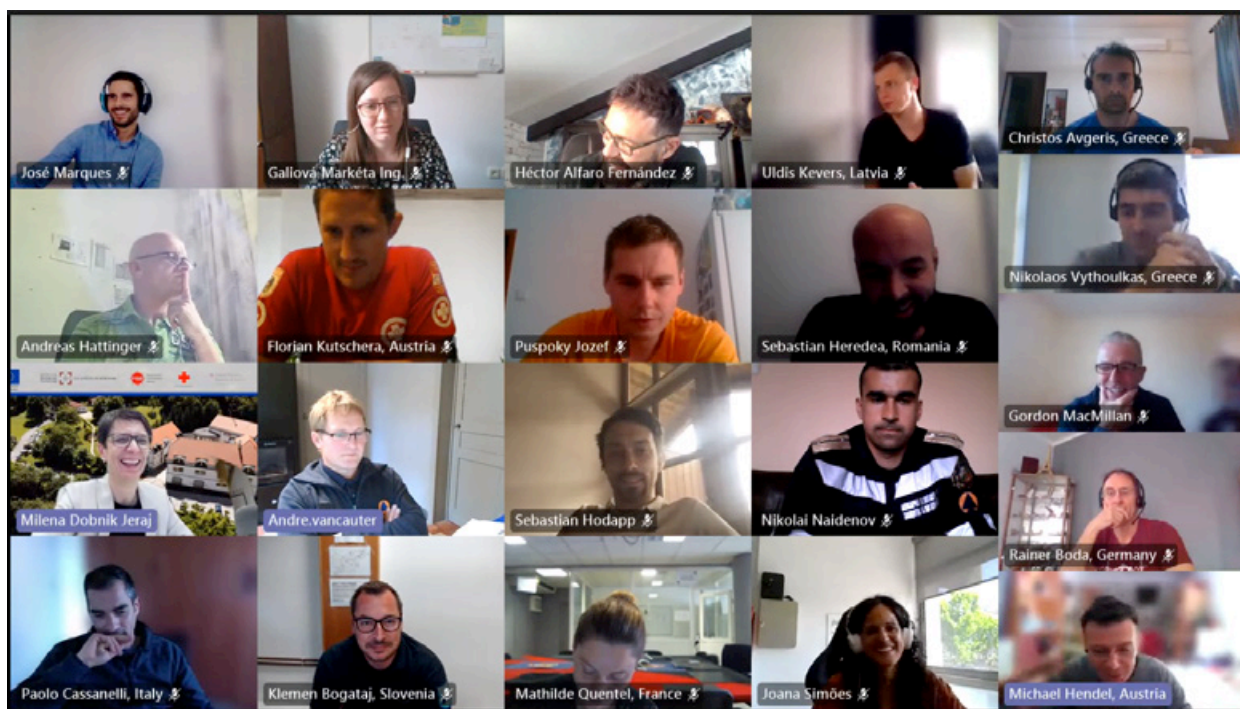 José Marques
Galiová Markéta Ing.
Héctor Alfaro Fernández
Uldis Kevers, Latvia
Christos Avgeris, Greece
Nikolaos Vythoulkas, Greece
Andreas Hattinger
Florian Kutschera, Austria
Puspoky Jozef
Sebastian Heredea, Romania
Gordon MacMillan
Milena Dobnik Jeraj
Andre.vancauter
Sebastian Hodapp
Nikolai Naidenov
Rainer Boda, Germany
Paolo Cassanelli, Italy
Klemen Bogataj, Slovenia
Mathilde Quentel, France
Joana Simões
Michael Hendel, Austria